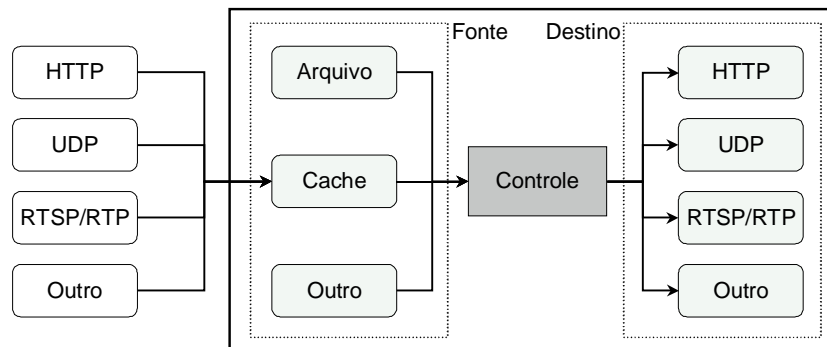 Fonte Destino
HTTP Arquivo HTTP
UDP Cache Controle UDP
RTSP/RTP RTSP/RTP
Outro Outro Outro